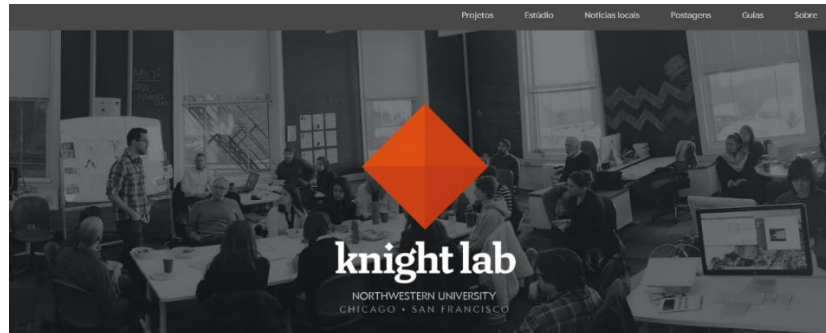 Projetos Estúdio Notícias locais Postagens Guias Sobre
knight lab
NORTHWESTERN UNIVERSITY
CHICAGO • SAN FRANCISCO